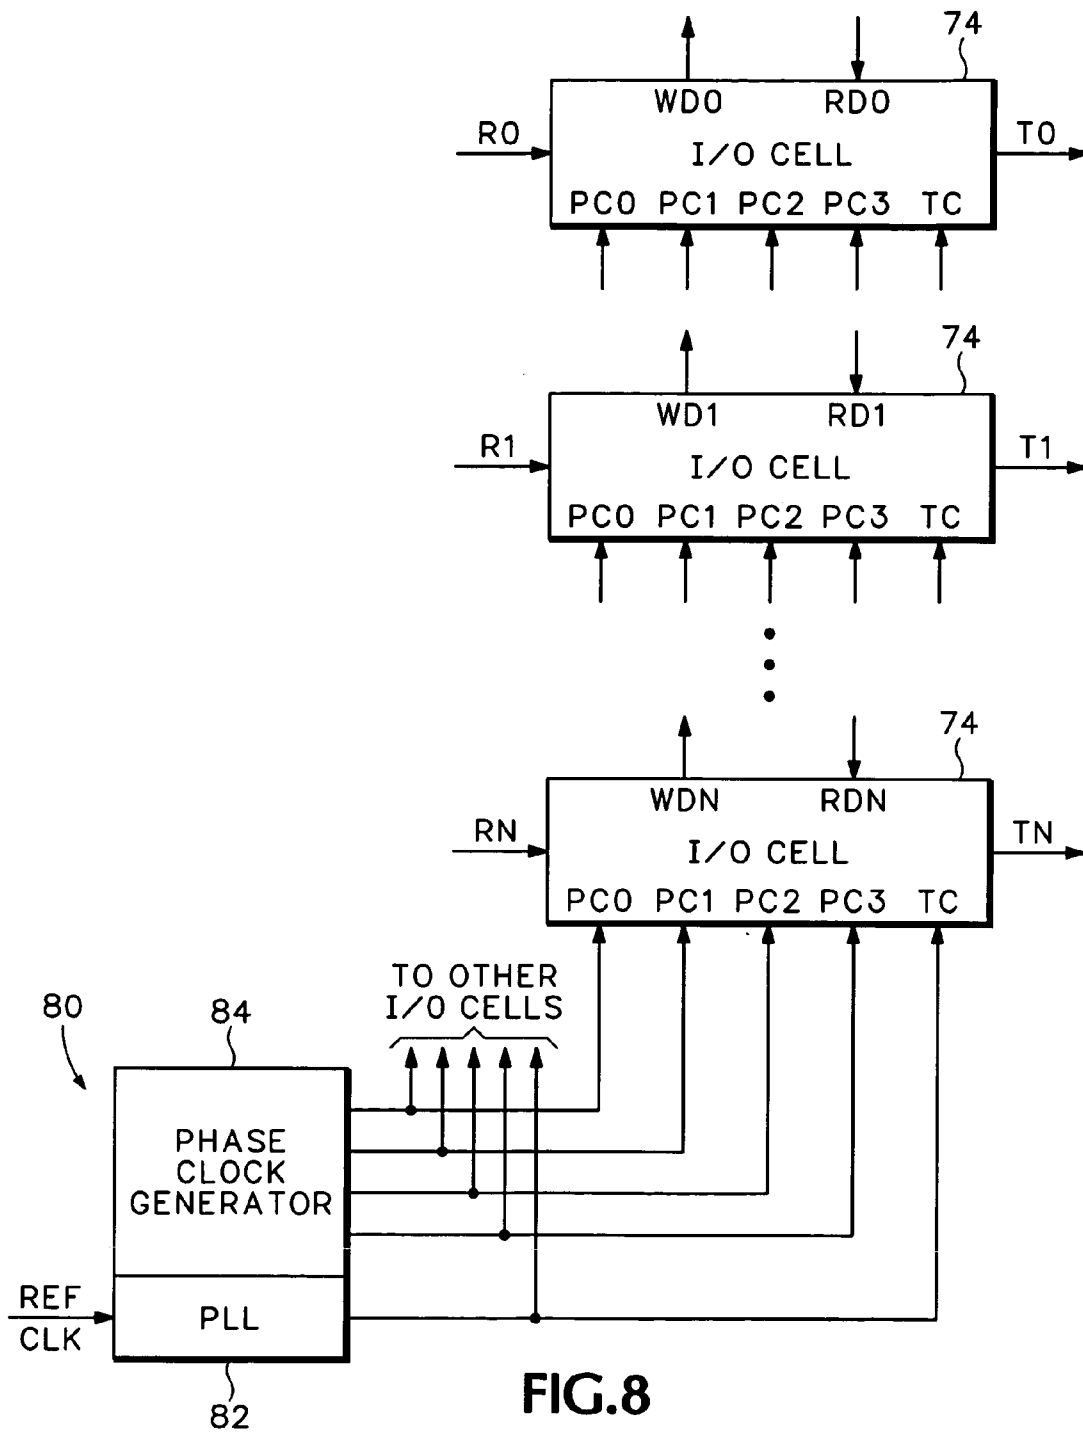 74
WD0 RD0
R0 I/O CELL T0
PC0 PC1 PC2 PC3 TC
74
WD1 RD1
R1 I/O CELL T1
PC0 PC1 PC2 PC3 TC
74
WDN RDN
RN I/O CELL TN
PC0 PC1 PC2 PC3 TC
TO OTHER
I/O CELLS
80
84
PHASE
CLOCK
GENERATOR
REF
CLK
PLL
82
FIG.8